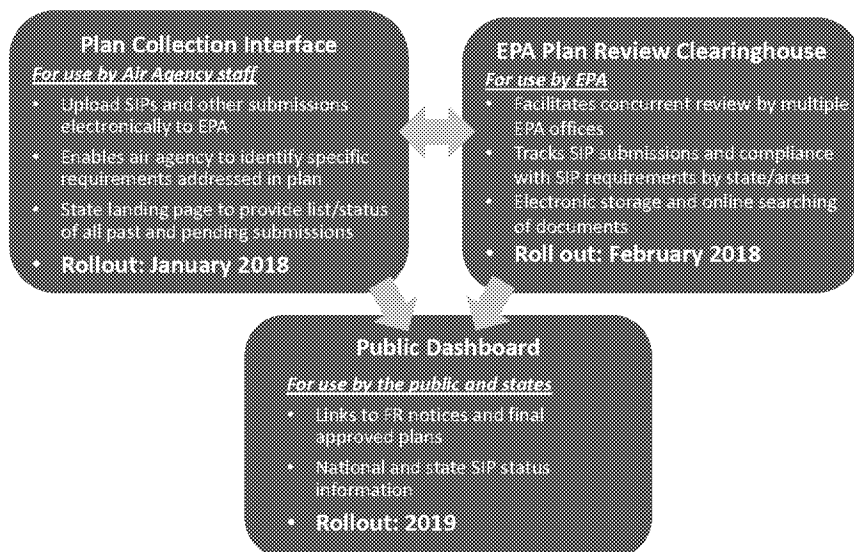 Plan Collection Interface
For use by Air Agency staff
• Upload SIPs and other submissions
electronically to EPA
• Enables air agency to identify specific
requirements addressed in plan
• State landing page to provide list/status
of all past and pending submissions
• Rollout: January 2018
EPA Plan Review Clearinghouse
For use by EPA
• Facilitates concurrent review by multiple
EPA offices
• Tracks SIP submissions and compliance
with SIP requirements by state/area
• Electronic storage and online searching
of documents
• Roll out: February 2018
Public Dashboard
For use by the public and states
• Links to FR notices and final
approved plans
• National and state SIP status
information
• Rollout: 2019